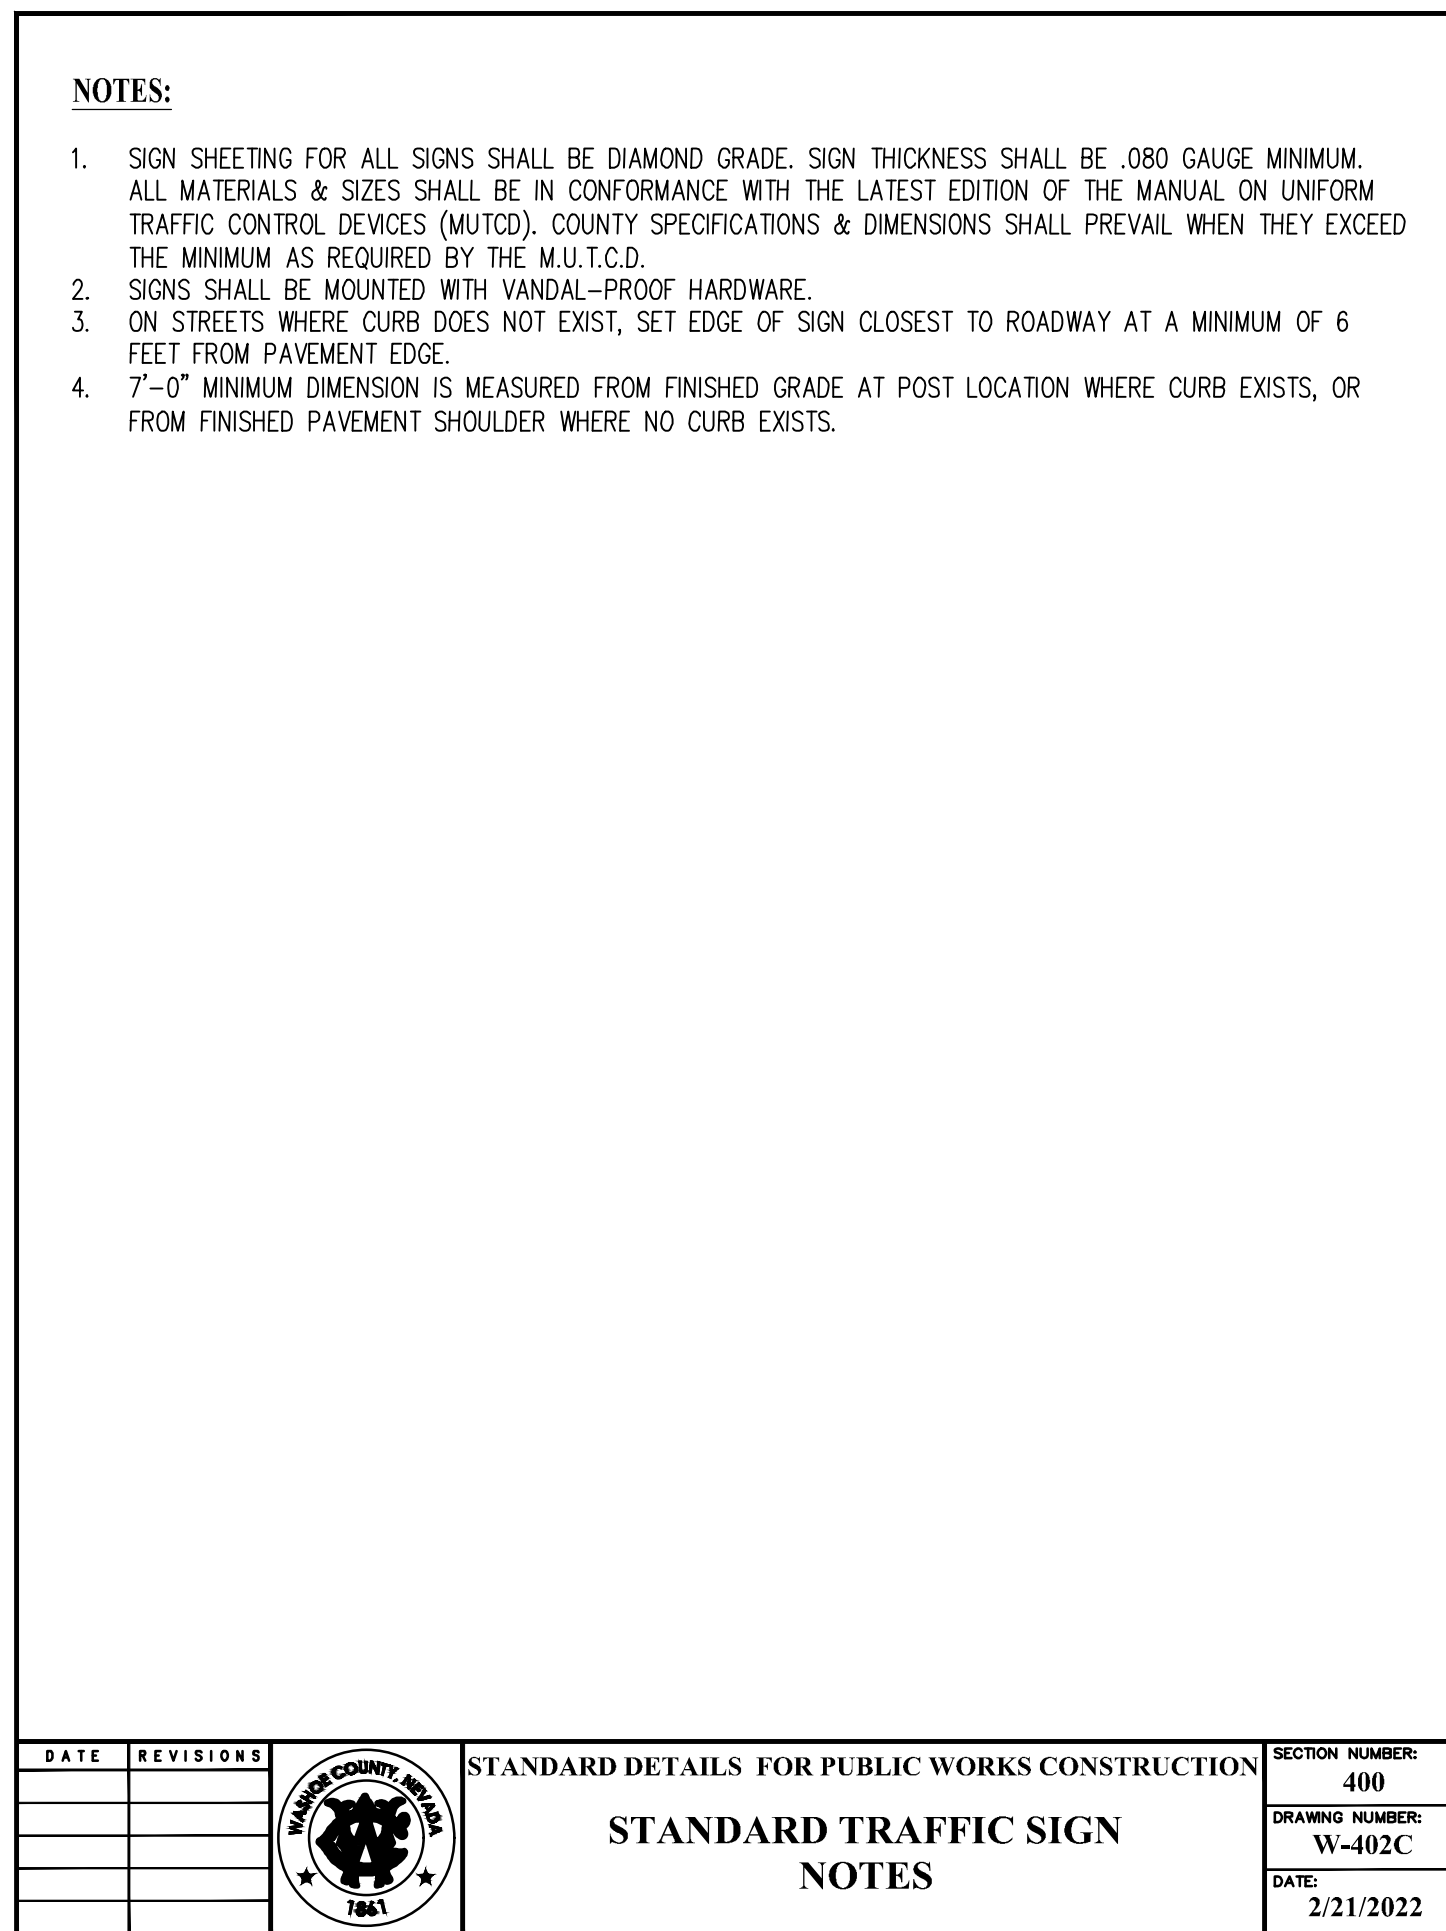 NOTES:
1. SIGN SHEETING FOR ALL SIGNS SHALL BE DIAMOND GRADE. SIGN THICKNESS SHALL BE .080 GAUGE MINIMUM.
ALL MATERIALS & SIZES SHALL BE IN CONFORMANCE WITH THE LATEST EDITION OF THE MANUAL ON UNIFORM
TRAFFIC CONTROL DEVICES (MUTCD). COUNTY SPECIFICATIONS & DIMENSIONS SHALL PREVAIL WHEN THEY EXCEED
THE MINIMUM AS REQUIRED BY THE M.U.T.C.D.
2. SIGNS SHALL BE MOUNTED WITH VANDAL-PROOF HARDWARE.
3. ON STREETS WHERE CURB DOES NOT EXIST, SET EDGE OF SIGN CLOSEST TO ROADWAY AT A MINIMUM OF 6
FEET FROM PAVEMENT EDGE.
4. 7'-0" MINIMUM DIMENSION IS MEASURED FROM FINISHED GRADE AT POST LOCATION WHERE CURB EXISTS, OR
FROM FINISHED PAVEMENT SHOULDER WHERE NO CURB EXISTS.
DATE REVISIONS
WASHOE COUNTY, NEVADA
1861
STANDARD DETAILS FOR PUBLIC WORKS CONSTRUCTION
STANDARD TRAFFIC SIGN
NOTES
SECTION NUMBER:
400
DRAWING NUMBER:
W-402C
DATE:
2/21/2022